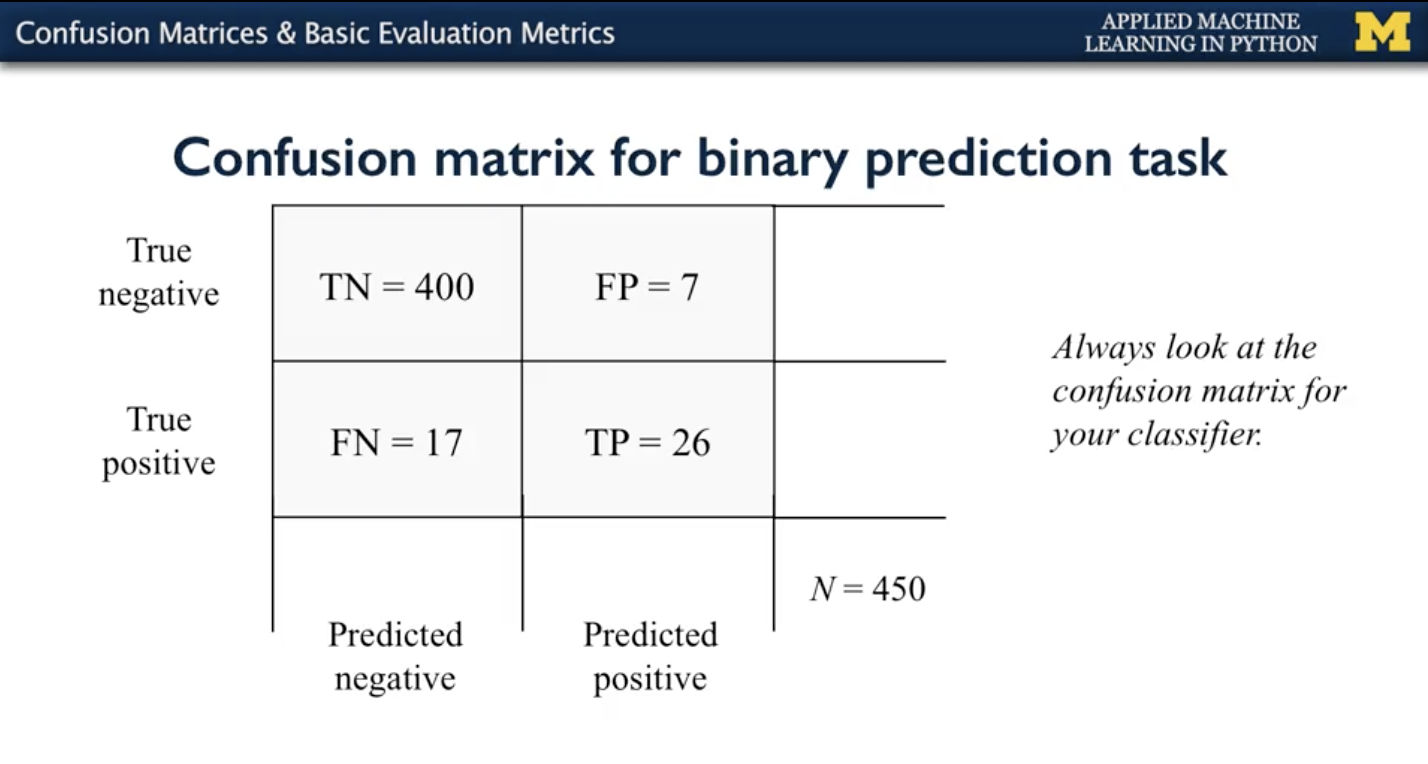 Confusion Matrices & Basic Evaluation Metrics
APPLIED MACHINE
LEARNING IN PYTHON
M
Confusion matrix for binary prediction task
True
negative
TN = 400
FP = 7
True
positive
FN = 17
TP = 26
Always look at the
confusion matrix for
your classifier.
N = 450
Predicted
negative
Predicted
positive